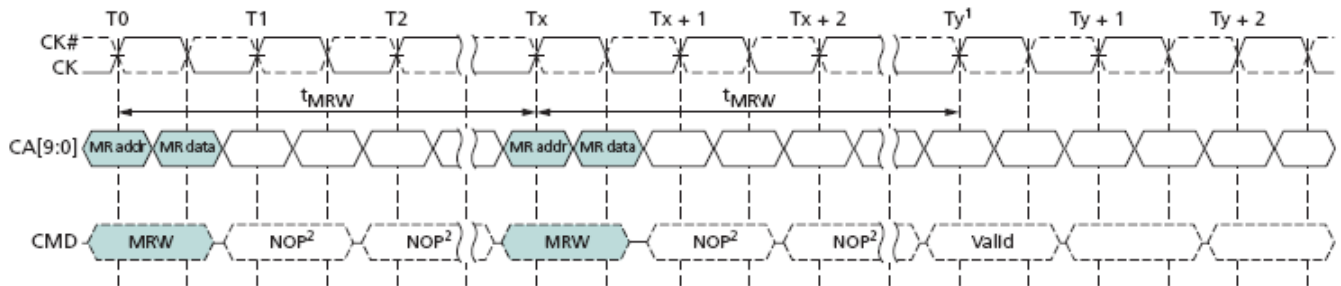 T0 T1 T2 Tx Tx + 1 Tx + 2 Ty¹ Ty + 1 Ty + 2
CK#
CK
tMRW tMRW
CA[9:0] MR addr MR data MR addr MR data
CMD MRW NOP² NOP² MRW NOP² NOP² Valid